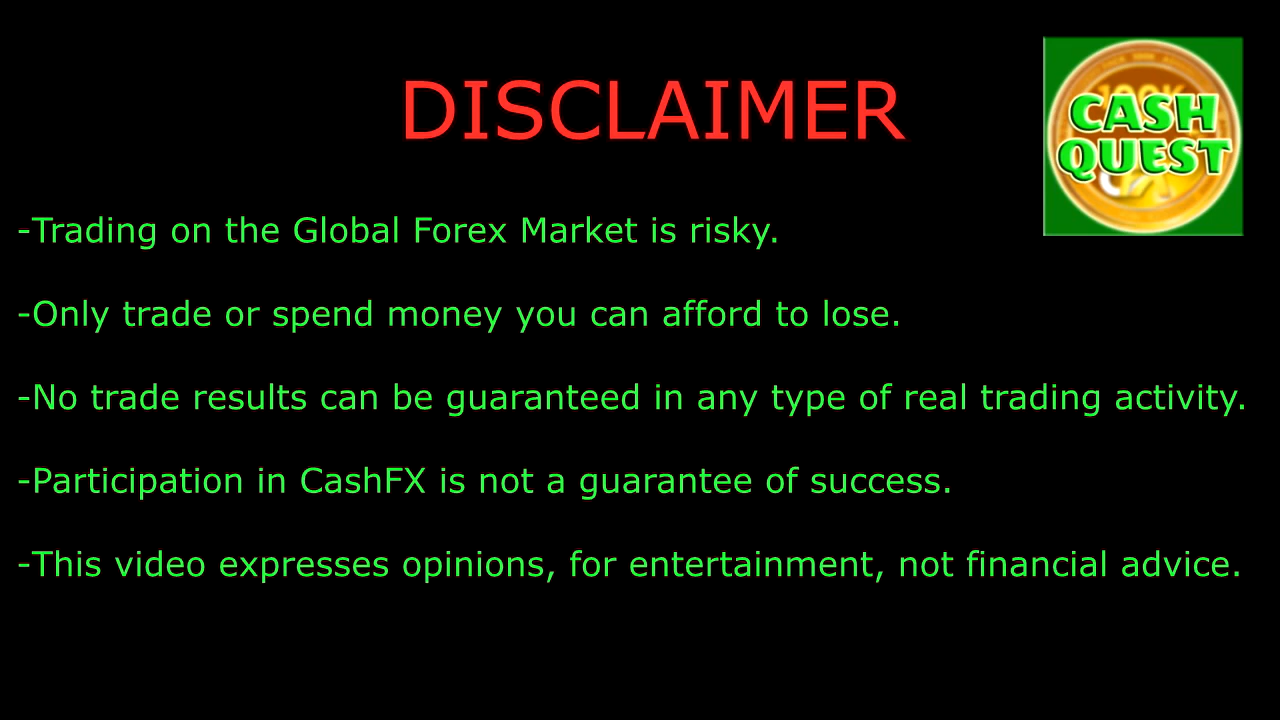 DISCLAIMER
CASH
QUEST
-Trading on the Global Forex Market is risky.
-Only trade or spend money you can afford to lose.
-No trade results can be guaranteed in any type of real trading activity.
-Participation in CashFX is not a guarantee of success.
-This video expresses opinions, for entertainment, not financial advice.